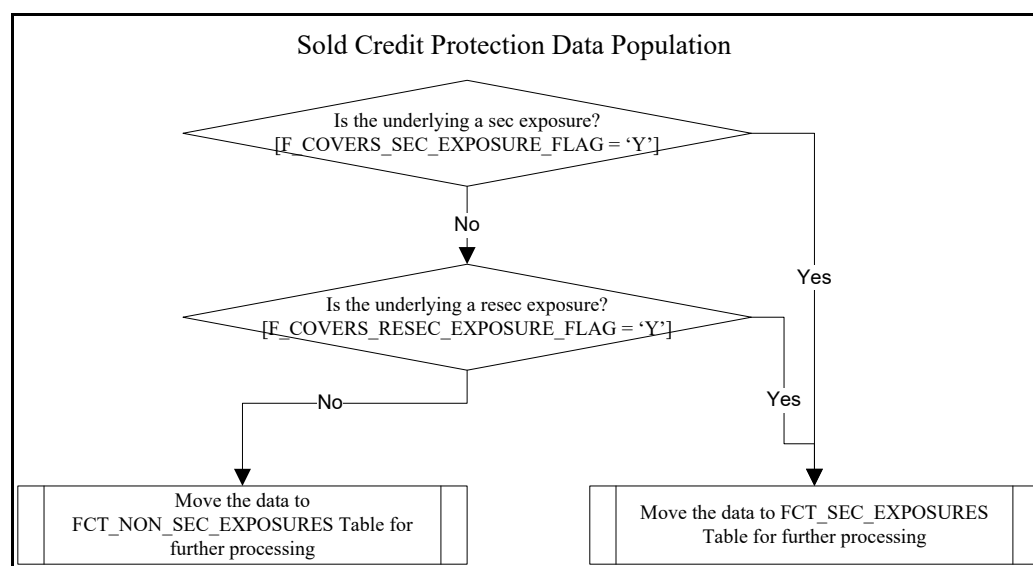 Sold Credit Protection Data Population
Is the underlying a sec exposure?
[F_COVERS_SEC_EXPOSURE_FLAG = ‘Y’]
No
Yes
Is the underlying a resec exposure?
[F_COVERS_RESEC_EXPOSURE_FLAG = ‘Y’]
No
Yes
Move the data to
FCT_NON_SEC_EXPOSURES Table for
further processing
Move the data to FCT_SEC_EXPOSURES
Table for further processing